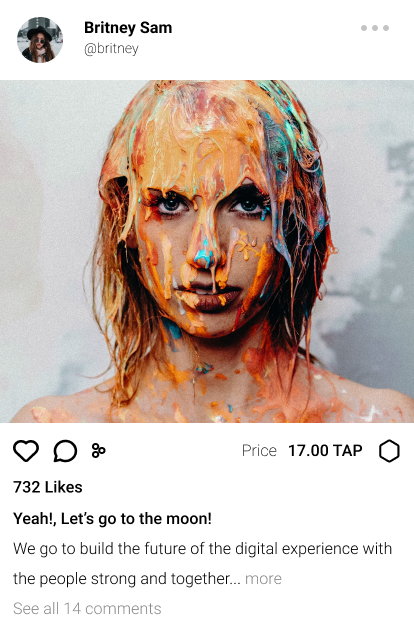 Britney Sam
@britney
Price 17.00 TAP
732 Likes
Yeah!, Let's go to the moon!
We go to build the future of the digital experience with
the people strong and together... more
See all 14 comments